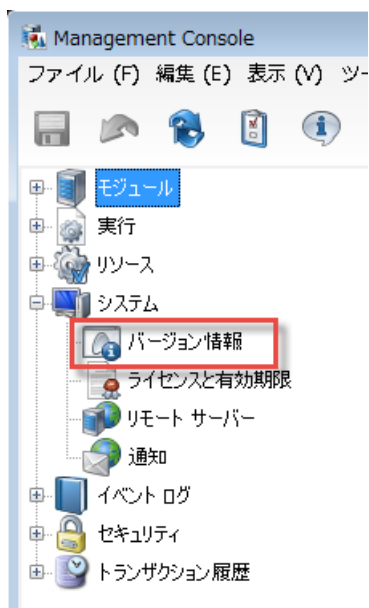 Management Console
ファイル (F) 編集 (E) 表示 (V) ツー
モジュール
実行
リソース
システム
バージョン情報
ライセンスと有効期限
リモート サーバー
通知
イベント ログ
セキュリティ
トランザクション履歴